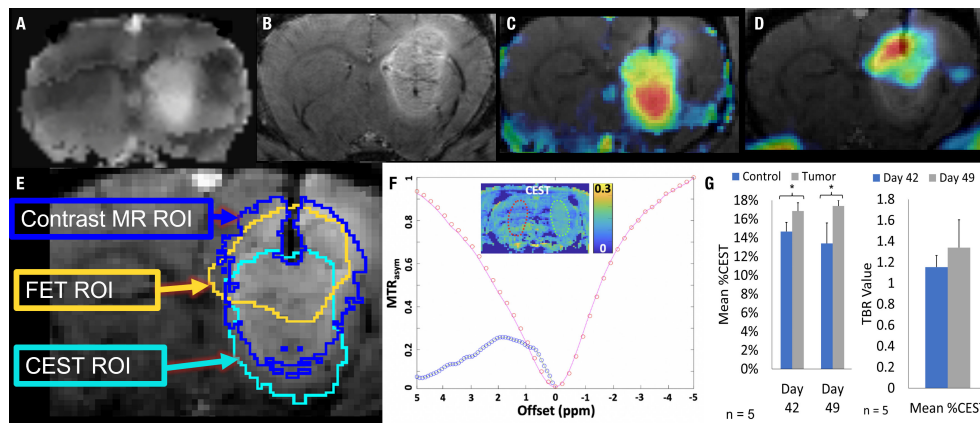 A
B
C
D
E
Contrast MR ROI
FET ROI
CEST ROI
F
CEST
0.3
0
MTRasym
1
0.8
0.6
0.4
0.2
0
5 4 3 2 1 0 -1 -2 -3 -4 -5
Offset (ppm)
G
Control Tumor
* *
Mean %CEST
18%
16%
14%
12%
10%
8%
6%
4%
2%
0%
Day 42
Day 49
n = 5
Day 42 Day 49
TBR Value
1.8
1.6
1.4
1.2
1
0.8
0.6
0.4
0.2
0
n = 5
Mean %CEST